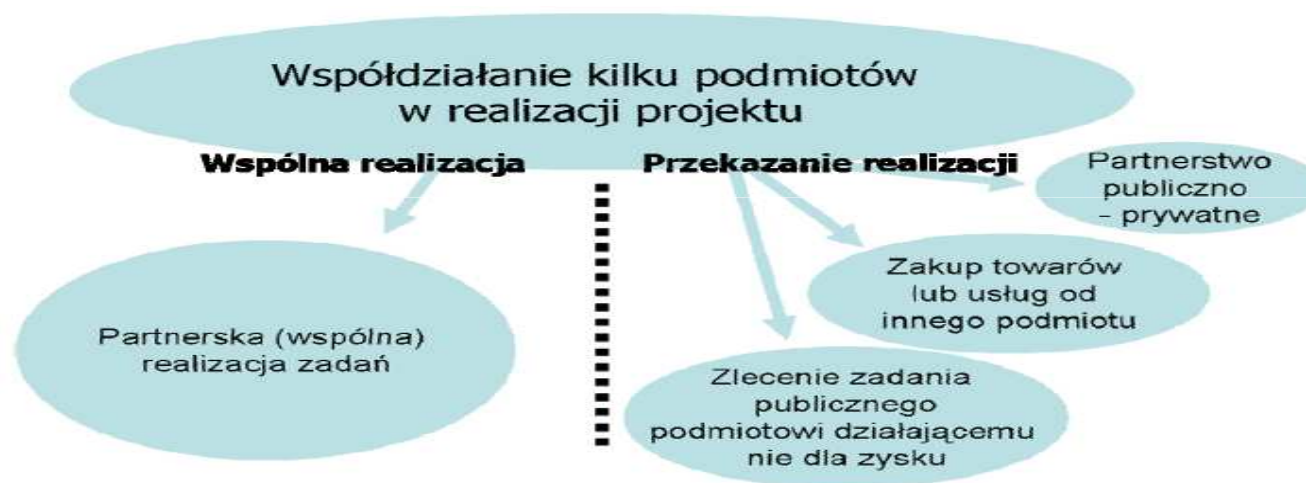 Współdziałanie kilku podmiotów
w realizacji projektu
Wspólna realizacja
Przekazanie realizacji
Partnerstwo
publiczno
- prywatne
Zakup towarów
lub usług od
innego podmiotu
Partnerska (wspólna)
realizacja zadań
Zlecenie zadania
publicznego
podmiotowi działającemu
nie dla zysku